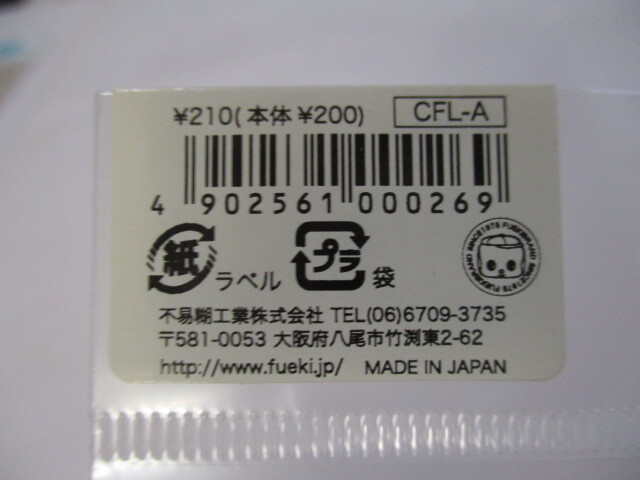 ¥210(本体 ¥200) CFL-A
4 902561 000269
紙 ラベル プラ 袋
不易糊工業株式会社 TEL(06)6709-3735
〒581-0053 大阪府八尾市竹渕東2-62
http://www.fueki.jp/ MADE IN JAPAN